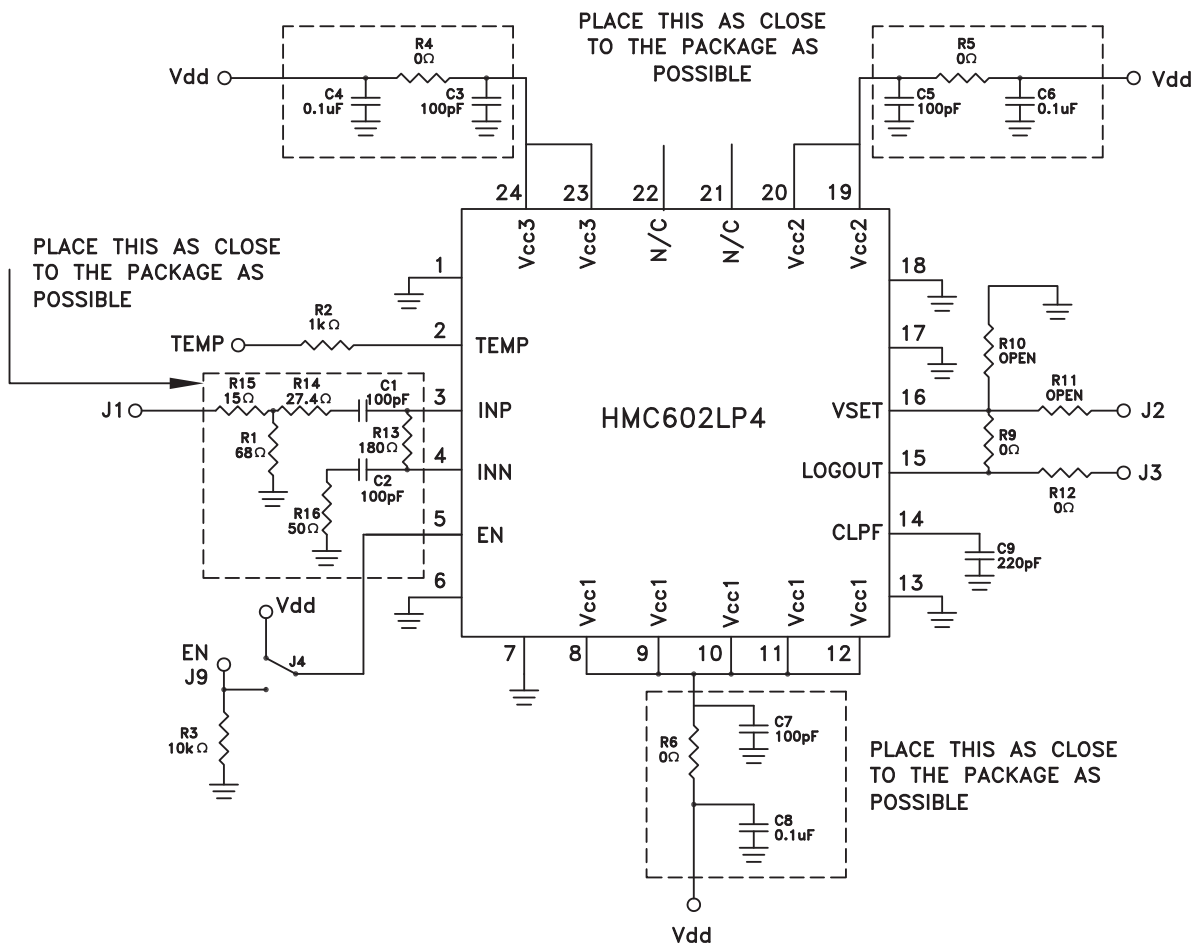 PLACE THIS AS CLOSE
TO THE PACKAGE AS
POSSIBLE
R4
0Ω
R5
0Ω
Vdd
Vdd
C4
0.1uF
C3
100pF
C5
100pF
C6
0.1uF
24
23
22
21
20
19
Vcc3
Vcc3
N/C
N/C
Vcc2
Vcc2
PLACE THIS AS CLOSE
TO THE PACKAGE AS
POSSIBLE
1
18
R2
1kΩ
2
17
TEMP
TEMP
R10
OPEN
R15
15Ω
R14
27.4Ω
C1
100pF
R11
OPEN
J1
3
INP
HMC602LP4
VSET
16
J2
R1
68Ω
R13
180Ω
R9
0Ω
4
INN
LOGOUT
15
J3
C2
100pF
R12
0Ω
R16
50Ω
5
EN
CLPF
14
C9
220pF
6
13
Vcc1
Vcc1
Vcc1
Vcc1
Vcc1
Vdd
EN
J9
J4
7
8
9
10
11
12
R3
10kΩ
C7
100pF
R6
0Ω
PLACE THIS AS CLOSE
TO THE PACKAGE AS
POSSIBLE
C8
0.1uF
Vdd